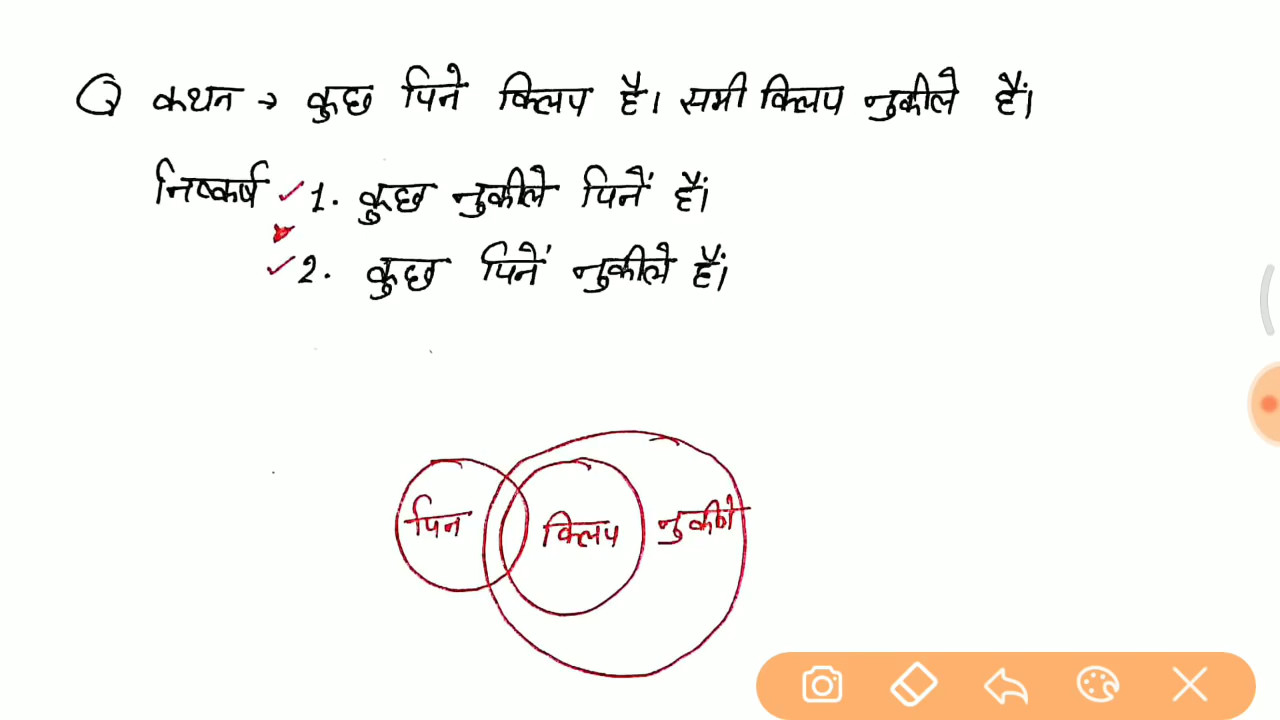 Q कथन → कुछ पिने क्लिप है। सभी क्लिप नुकीले हैं।
निष्कर्ष ✓ 1. कुछ नुकीले पिनें हैं।
✓ 2. कुछ पिनें नुकीले हैं।
पिन क्लिप नुकीले